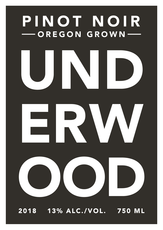 PINOT NOIR
OREGON GROWN
UND
ERW
OOD
2018 13% ALC./VOL. 750 ML